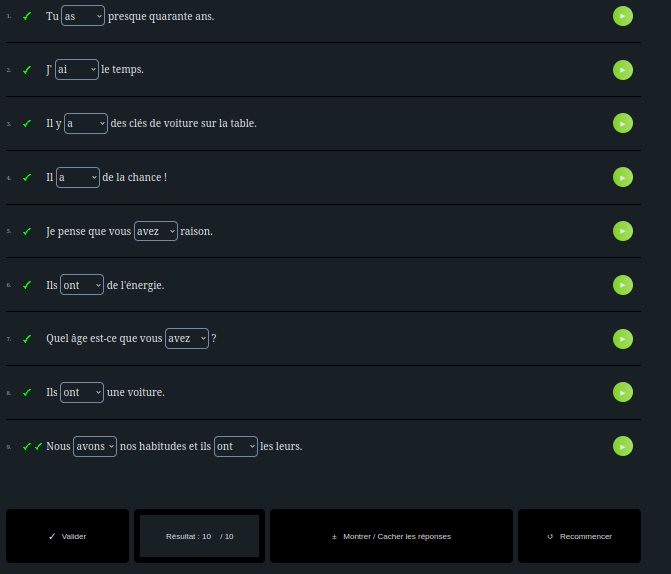 1. Tu as presque quarante ans.
2. J' ai le temps.
3. Il y a des clés de voiture sur la table.
4. Il a de la chance !
5. Je pense que vous avez raison.
6. Ils ont de l'énergie.
7. Quel âge est-ce que vous avez ?
8. Ils ont une voiture.
9. Nous avons nos habitudes et ils ont les leurs.
✓ Valider Résultat : 10 / 10 ± Montrer / Cacher les réponses ↺ Recommencer